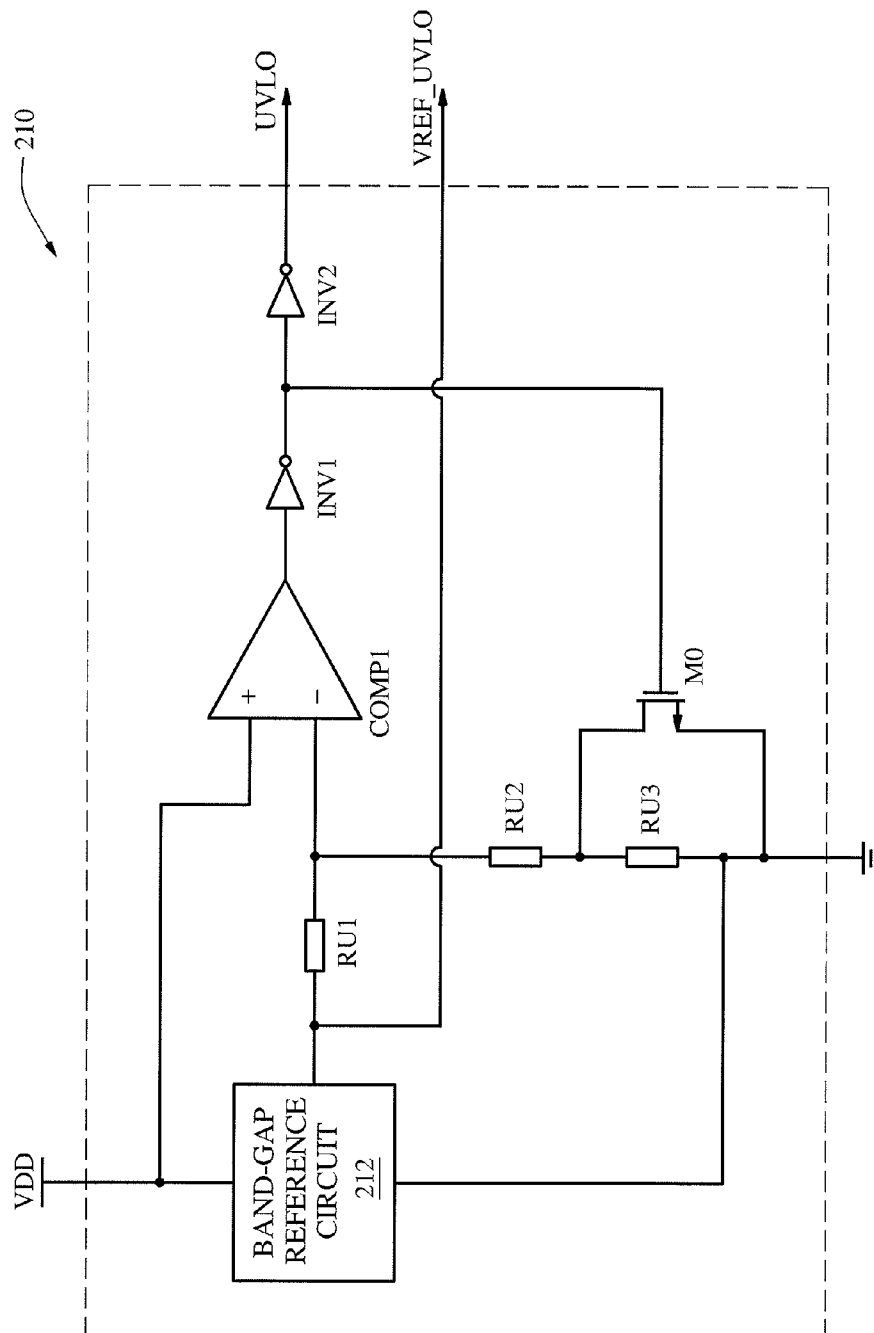 210
UVLO
VREF_UVLO
INV2
INV1
+
−
COMP1
M0
RU2
RU3
RU1
VDD
BAND-GAP
REFERENCE
CIRCUIT
212